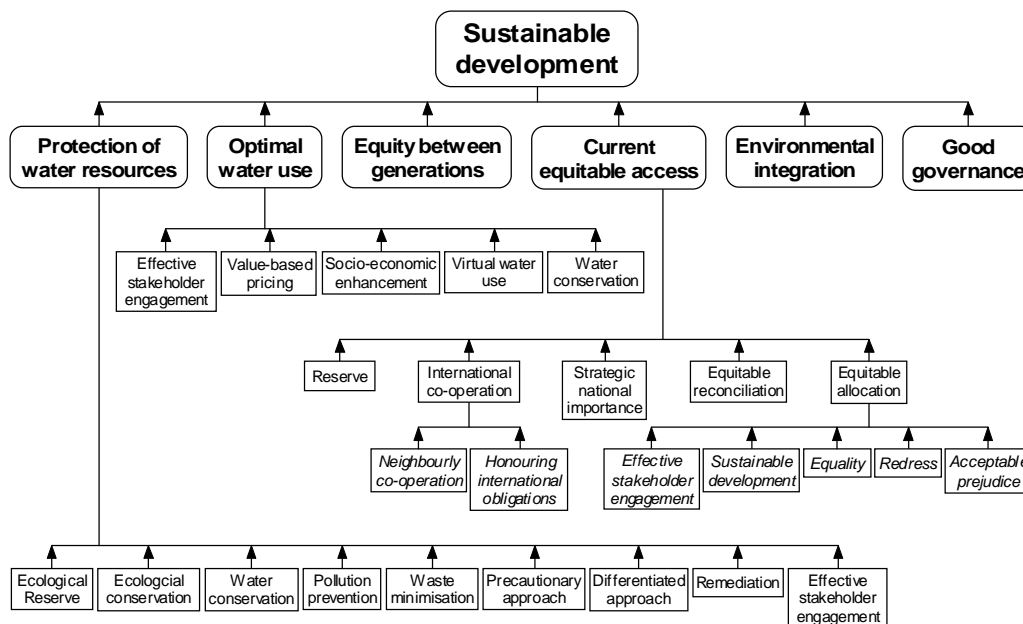 Sustainable
development
Protection of
water resources
Optimal
water use
Equity between
generations
Current
equitable access
Environmental
integration
Good
governance
Effective
stakeholder
engagement
Value-based
pricing
Socio-economic
enhancement
Virtual water
use
Water
conservation
Reserve
International
co-operation
Strategic
national
importance
Equitable
reconciliation
Equitable
allocation
Neighbourly
co-operation
Honouring
international
obligations
Effective
stakeholder
engagement
Sustainable
development
Equality
Redress
Acceptable
prejudice
Ecological
Reserve
Ecologcial
conservation
Water
conservation
Pollution
prevention
Waste
minimisation
Precautionary
approach
Differentiated
approach
Remediation
Effective
stakeholder
engagement